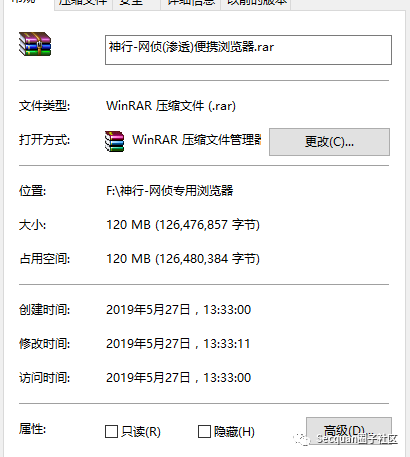 常规 压缩文件 安全 详细信息 以前的版本
神行-网侦(渗透)便携浏览器.rar
文件类型: WinRAR 压缩文件 (.rar)
打开方式: WinRAR 压缩文件管理器 更改(C)...
位置: F:\神行-网侦专用浏览器
大小: 120 MB (126,476,857 字节)
占用空间: 120 MB (126,480,384 字节)
创建时间: 2019年5月27日，13:33:00
修改时间: 2019年5月27日，13:33:11
访问时间: 2019年5月27日，13:33:00
属性: 只读(R) 隐藏(H) 高级(D)...
Secquan圈子社区